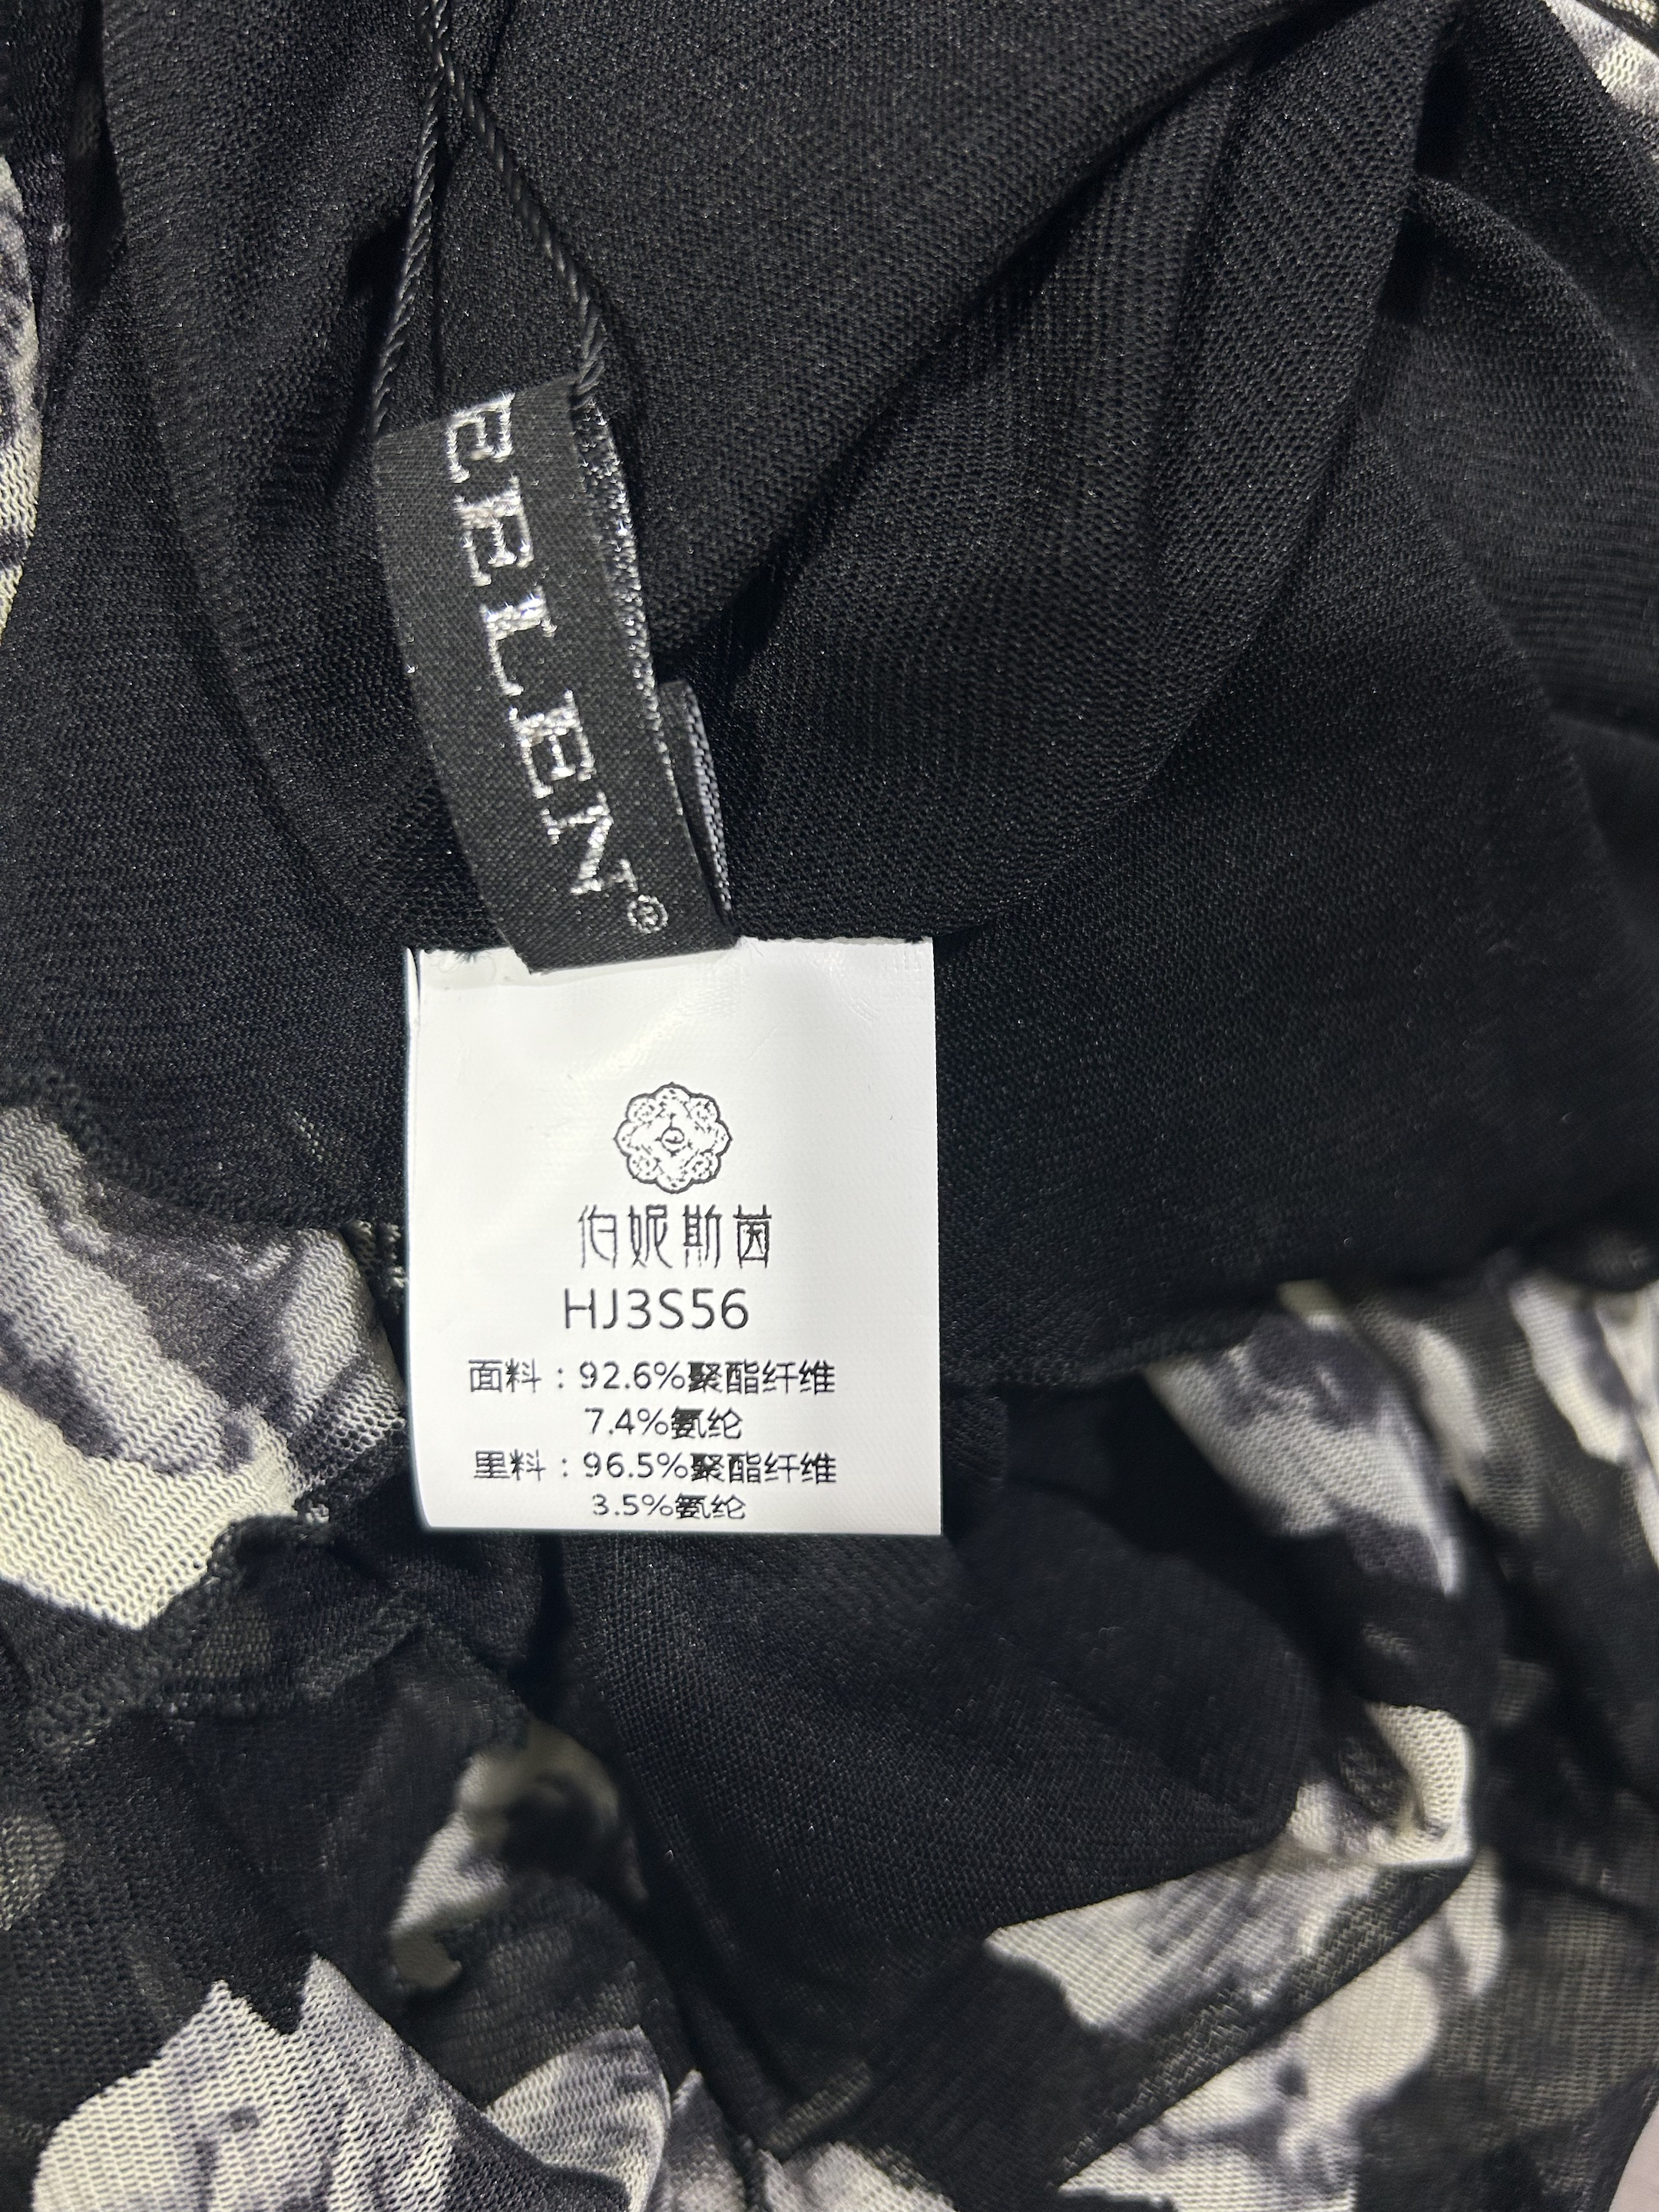 EELEN®
伯妮斯茵
HJ3S56
面料：92.6%聚酯纤维
7.4%氨纶
里料：96.5%聚酯纤维
3.5%氨纶